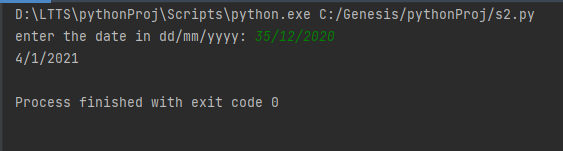 D:\LTTS\pythonProj\Scripts\python.exe C:/Genesis/pythonProj/s2.py
enter the date in dd/mm/yyyy: 35/12/2020
4/1/2021
Process finished with exit code 0